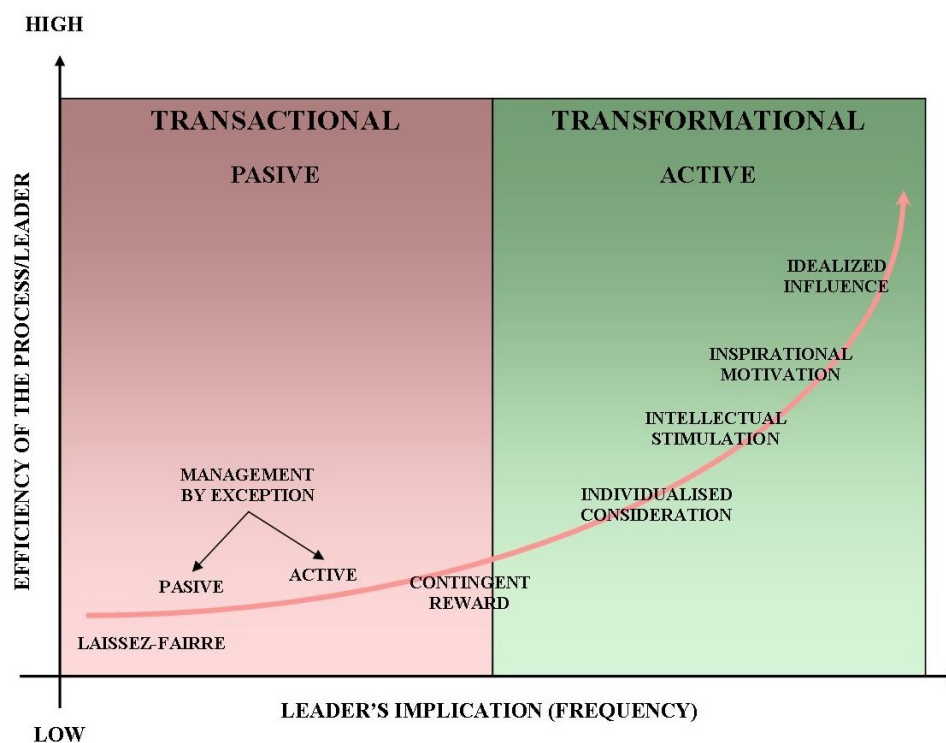 HIGH
TRANSACTIONAL
PASIVE
TRANSFORMATIONAL
ACTIVE
EFFICIENCY OF THE PROCESS/LEADER
IDEALIZED
INFLUENCE
INSPIRATIONAL
MOTIVATION
INTELLECTUAL
STIMULATION
MANAGEMENT
BY EXCEPTION
INDIVIDUALISED
CONSIDERATION
PASIVE
ACTIVE
CONTINGENT
REWARD
LAISSEZ-FAIRRE
LEADER'S IMPLICATION (FREQUENCY)
LOW